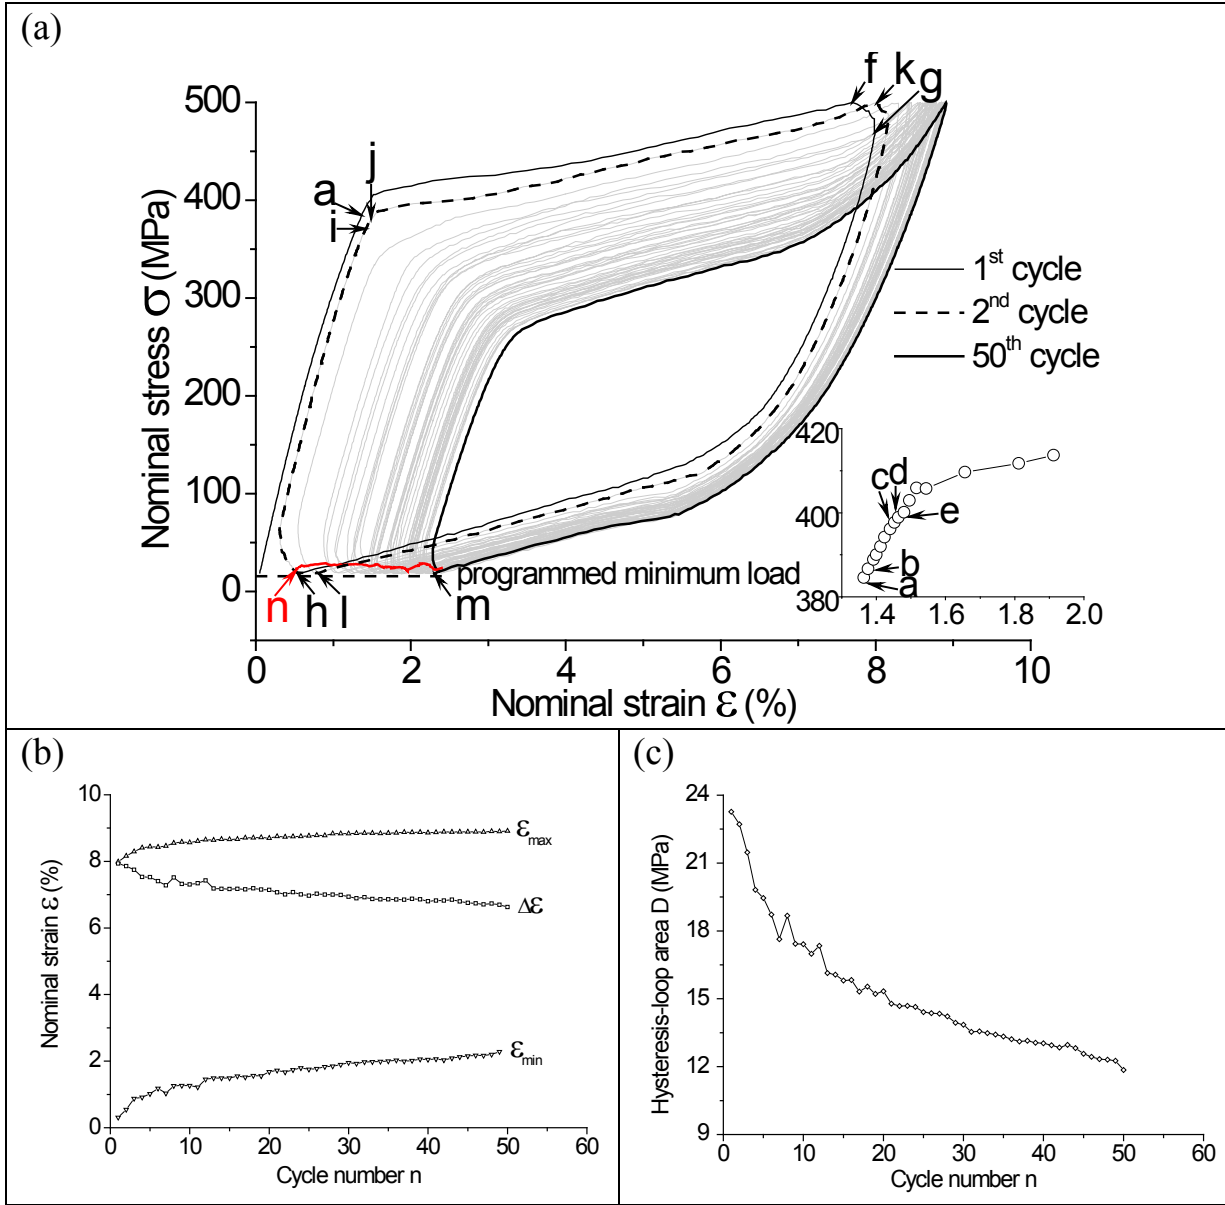 (a)
f k g
500
j
a
400
i
300
200
100
0
Nominal stress σ (MPa)
1st cycle
2nd cycle
50th cycle
programmed minimum load
n h l m
0 2 4 6 8 10
Nominal strain ε (%)
420
400
380
c d
e
b
a
1.4 1.6 1.8 2.0
(b)
10
8
6
4
2
0
Nominal strain ε (%)
εmax
Δε
εmin
0 10 20 30 40 50 60
Cycle number n
(c)
24
21
18
15
12
9
Hysteresis-loop area D (MPa)
0 10 20 30 40 50 60
Cycle number n